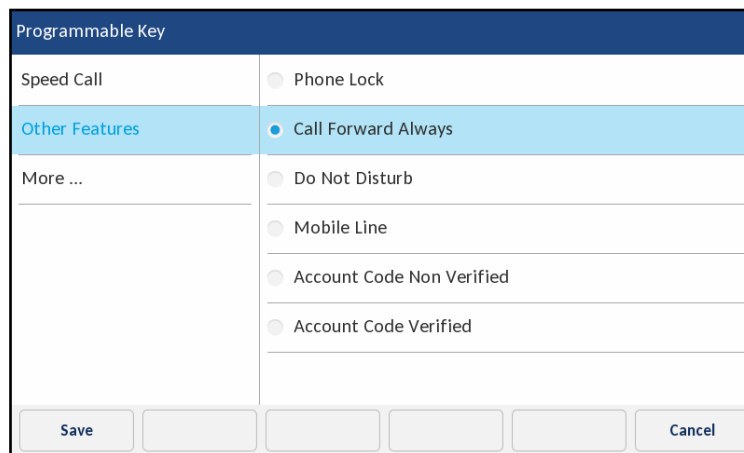 Programmable Key
Speed Call
Other Features
More ...
Phone Lock
Call Forward Always
Do Not Disturb
Mobile Line
Account Code Non Verified
Account Code Verified
Save
Cancel